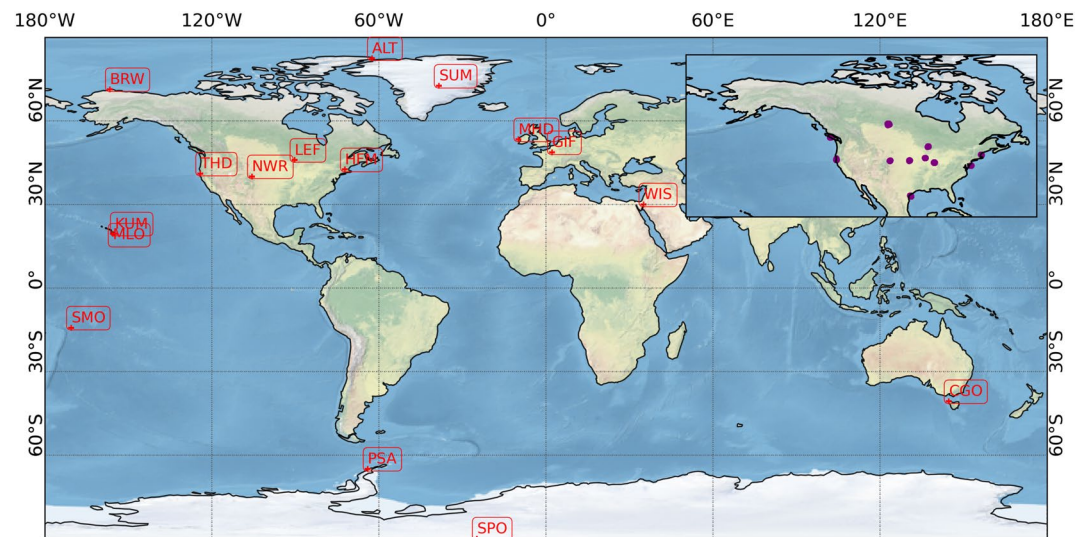 180°W 120°W 60°W 0° 60°E 120°E 180°E
ALT
BRW
SUM
60°N
60°N
MHD
GIF
LEF
THD
NWR
HFM
30°N
30°N
WIS
KUM
MLO
0°
0°
SMO
30°S
30°S
CGO
60°S
60°S
PSA
SPO